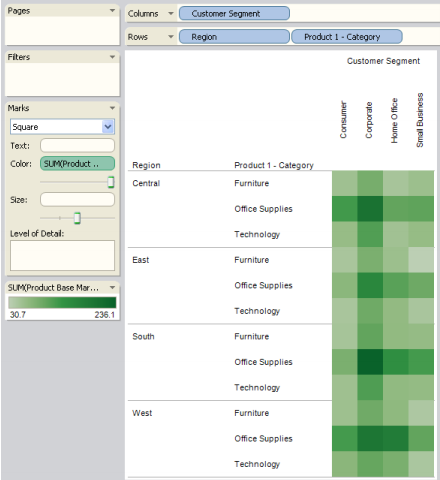 Pages
Columns
Customer Segment
Rows
Region
Product 1 - Category
Filters
Marks
Square
Text:
Color:
SUM(Product ..
Size:
Level of Detail:
SUM(Product Base Mar...
30.7
236.1
Customer Segment
Consumer
Corporate
Home Office
Small Business
Region
Product 1 - Category
Central
Furniture
Office Supplies
Technology
East
Furniture
Office Supplies
Technology
South
Furniture
Office Supplies
Technology
West
Furniture
Office Supplies
Technology